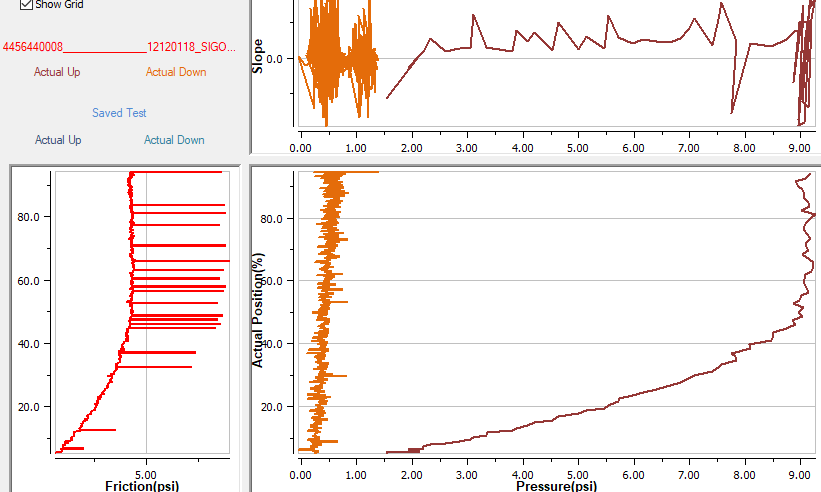 Show Grid
4456440008____________12120118_SIGO...
Actual Up Actual Down
Saved Test
Actual Up Actual Down
Slope
0.0
0.00 1.00 2.00 3.00 4.00 5.00 6.00 7.00 8.00 9.00
80.0
60.0
40.0
20.0
5.00
Friction(psi)
Actual Position(%)
80.0
60.0
40.0
20.0
0.00 1.00 2.00 3.00 4.00 5.00 6.00 7.00 8.00 9.00
Pressure(psi)